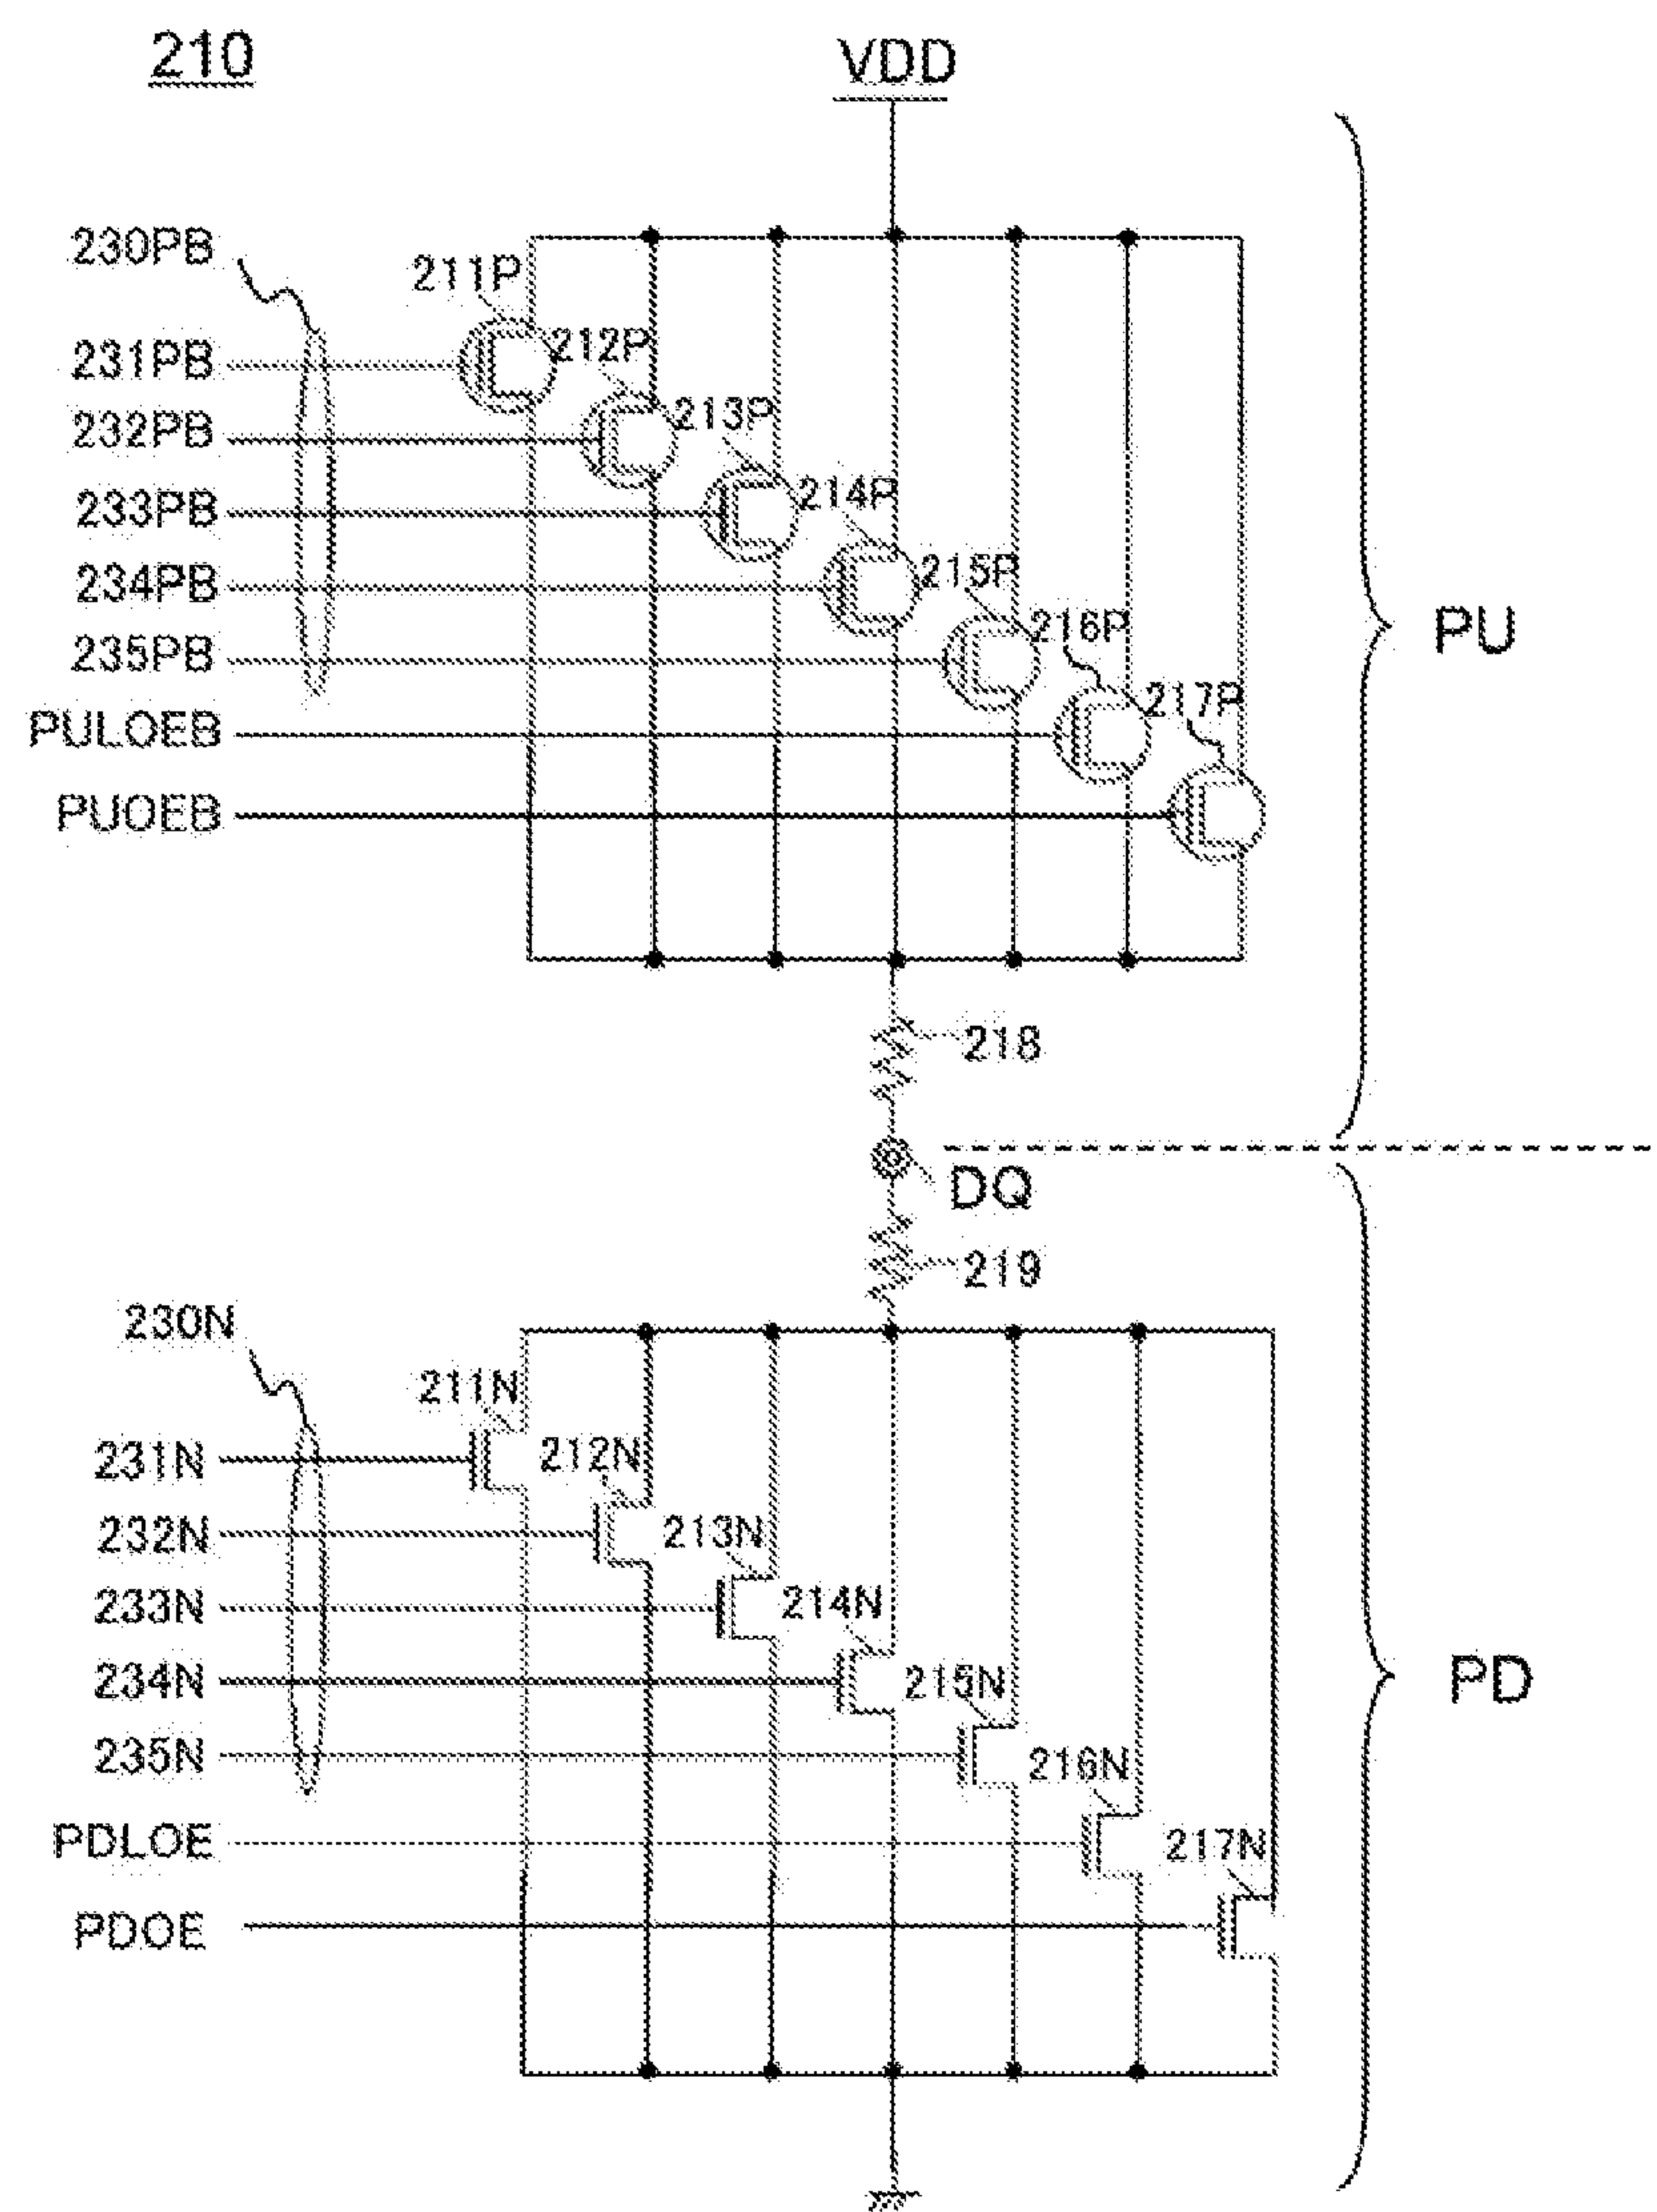 210
VDD
230PB
211P
231PB
212P
232PB
213P
233PB
214P
234PB
215P
235PB
216P
PULOEB
217P
PUOEB
PU
218
DQ
219
230N
211N
231N
212N
232N
213N
233N
214N
234N
215N
235N
216N
PDLOE
217N
PDOE
PD